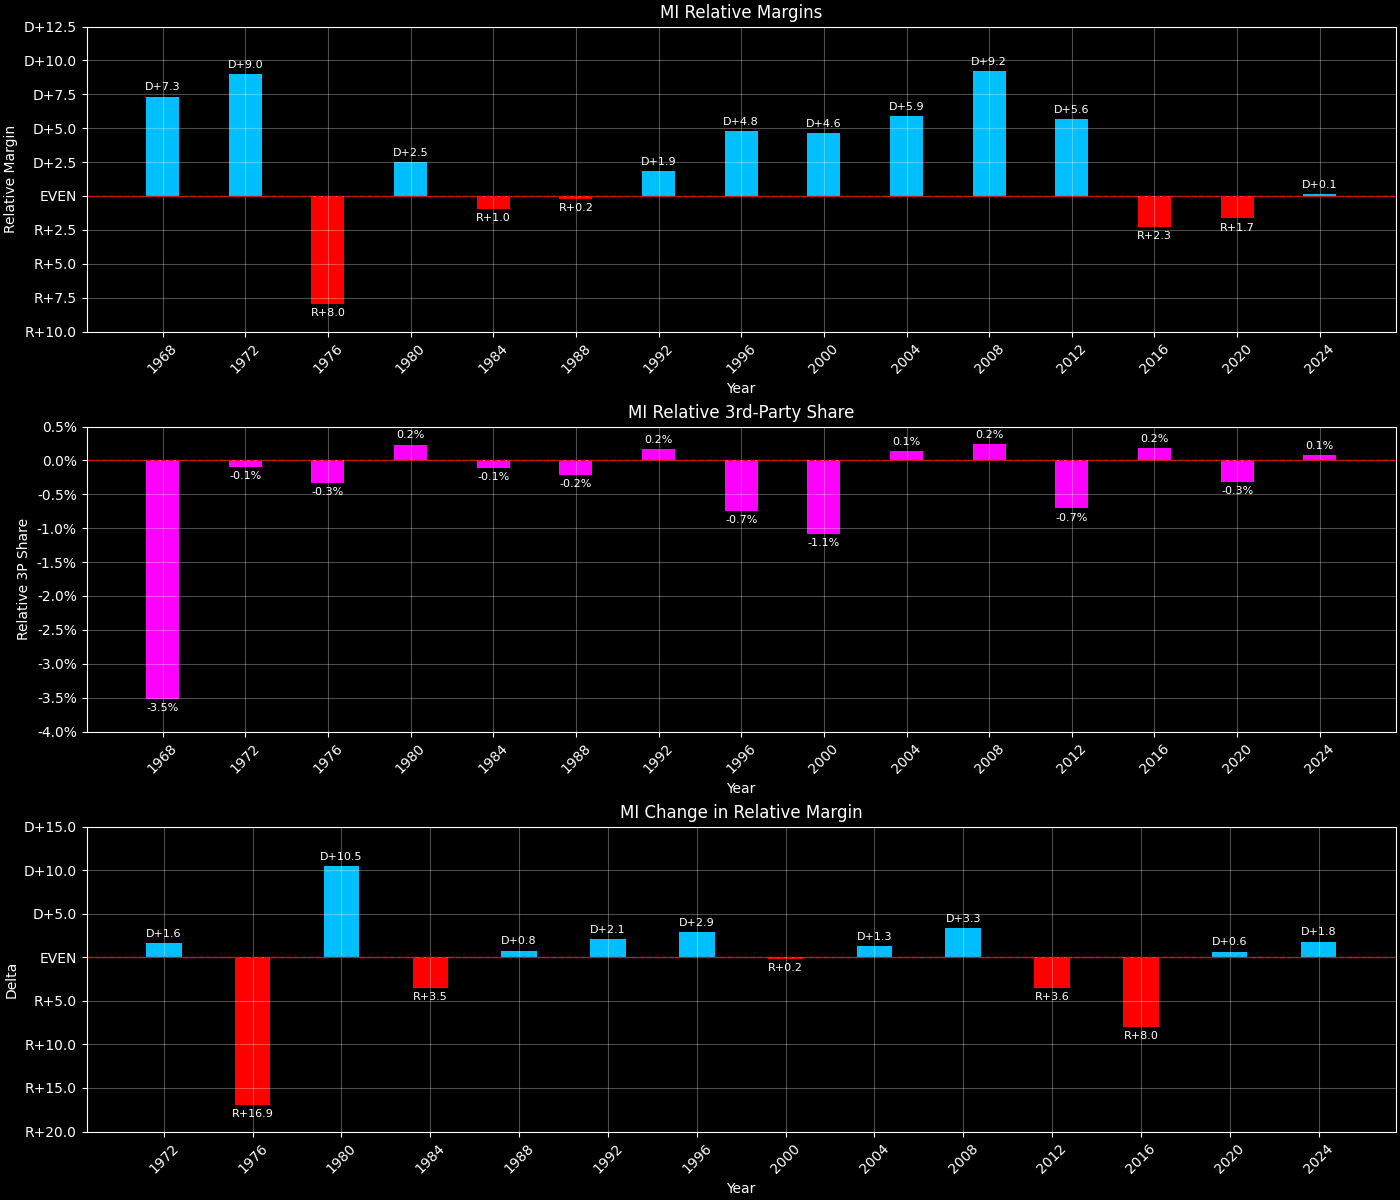 MI Relative Margins
Relative Margin
D+12.5
D+10.0
D+7.5
D+5.0
D+2.5
EVEN
R+2.5
R+5.0
R+7.5
R+10.0
D+7.3
D+9.0
R+8.0
D+2.5
R+1.0
R+0.2
D+1.9
D+4.8
D+4.6
D+5.9
D+9.2
D+5.6
R+2.3
R+1.7
D+0.1
1968
1972
1976
1980
1984
1988
1992
1996
2000
2004
2008
2012
2016
2020
2024
Year
MI Relative 3rd-Party Share
Relative 3P Share
0.5%
0.0%
-0.5%
-1.0%
-1.5%
-2.0%
-2.5%
-3.0%
-3.5%
-4.0%
-3.5%
-0.1%
-0.3%
0.2%
-0.1%
-0.2%
0.2%
-0.7%
-1.1%
0.1%
0.2%
-0.7%
0.2%
-0.3%
0.1%
1968
1972
1976
1980
1984
1988
1992
1996
2000
2004
2008
2012
2016
2020
2024
Year
MI Change in Relative Margin
Delta
D+15.0
D+10.0
D+5.0
EVEN
R+5.0
R+10.0
R+15.0
R+20.0
D+1.6
R+16.9
D+10.5
R+3.5
D+0.8
D+2.1
D+2.9
R+0.2
D+1.3
D+3.3
R+3.6
R+8.0
D+0.6
D+1.8
1972
1976
1980
1984
1988
1992
1996
2000
2004
2008
2012
2016
2020
2024
Year